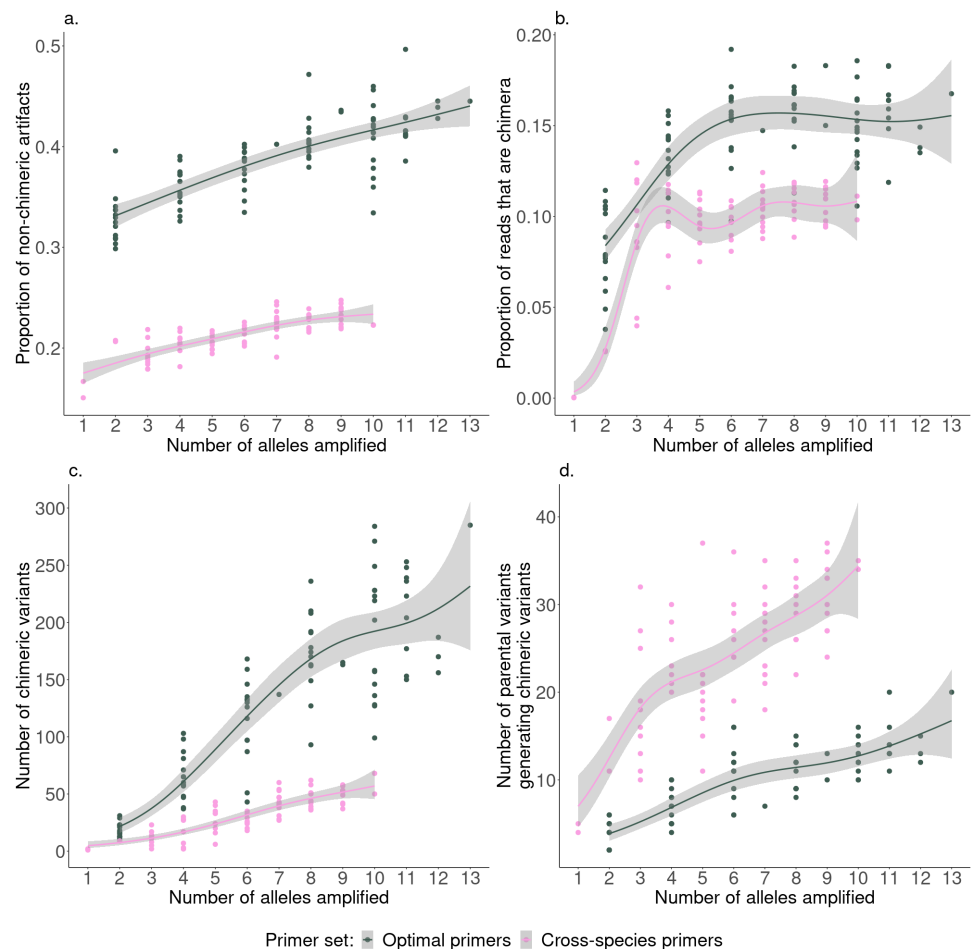 a.
Proportion of non-chimeric artifacts
0.5
0.4
0.3
0.2
1 2 3 4 5 6 7 8 9 10 11 12 13
Number of alleles amplified
b.
Proportion of reads that are chimera
0.20
0.15
0.10
0.05
0.00
1 2 3 4 5 6 7 8 9 10 11 12 13
Number of alleles amplified
c.
Number of chimeric variants
300
250
200
150
100
50
0
1 2 3 4 5 6 7 8 9 10 11 12 13
Number of alleles amplified
d.
Number of parental variants
generating chimeric variants
40
30
20
10
1 2 3 4 5 6 7 8 9 10 11 12 13
Number of alleles amplified
Primer set: Optimal primers Cross-species primers